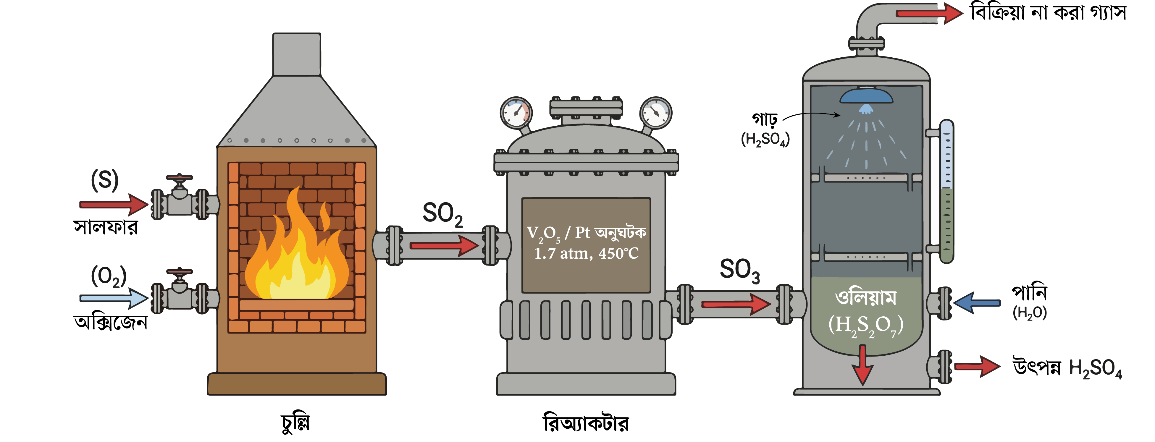 বিক্রিয়া না করা গ্যাস
গাঢ়
(H₂SO₄)
(S)
সালফার
(O₂)
অক্সিজেন
SO₂
V₂O₅ / Pt অনুঘটক
1.7 atm, 450°C
SO₃
ওলিয়াম
(H₂S₂O₇)
পানি
(H₂O)
উৎপন্ন H₂SO₄
চুল্লি
রিঅ্যাকটার